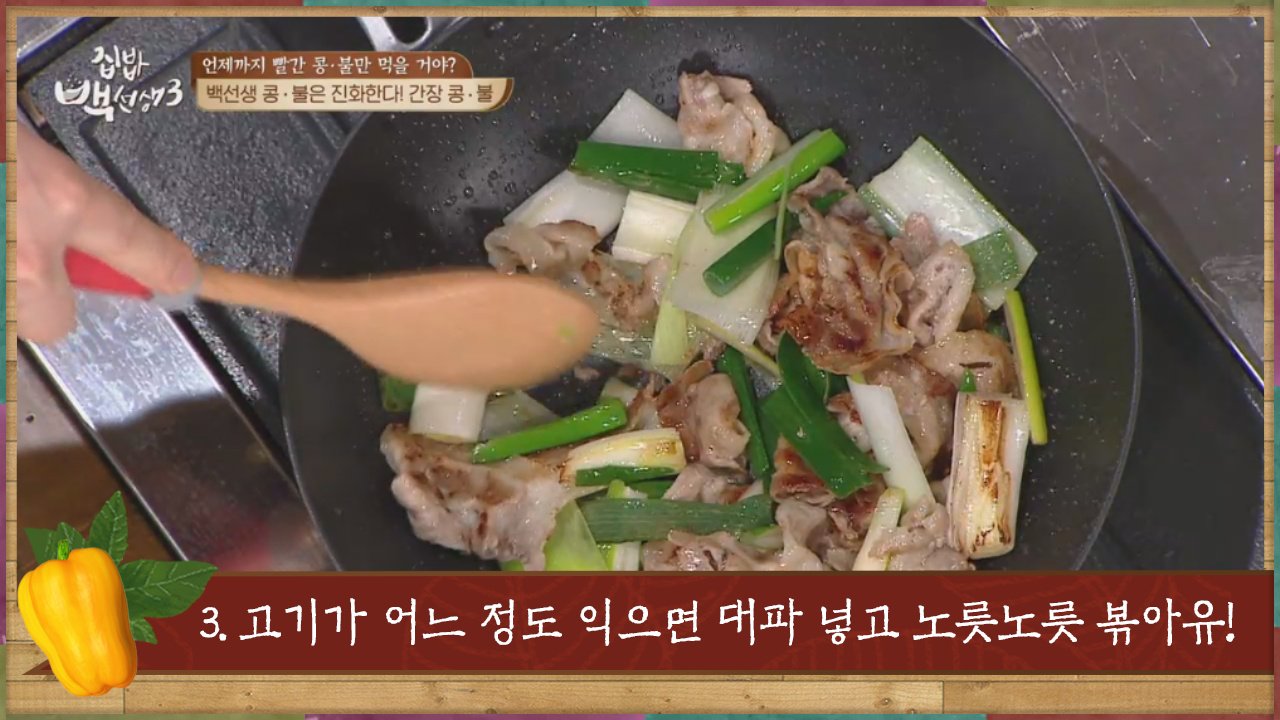 집밥
백선생3
언제까지 빨간 콩·불만 먹을 거야?
백선생 콩·불은 진화한다! 간장 콩·불
3. 고기가 어느 정도 익으면 대파 넣고 노릇노릇 볶아유!